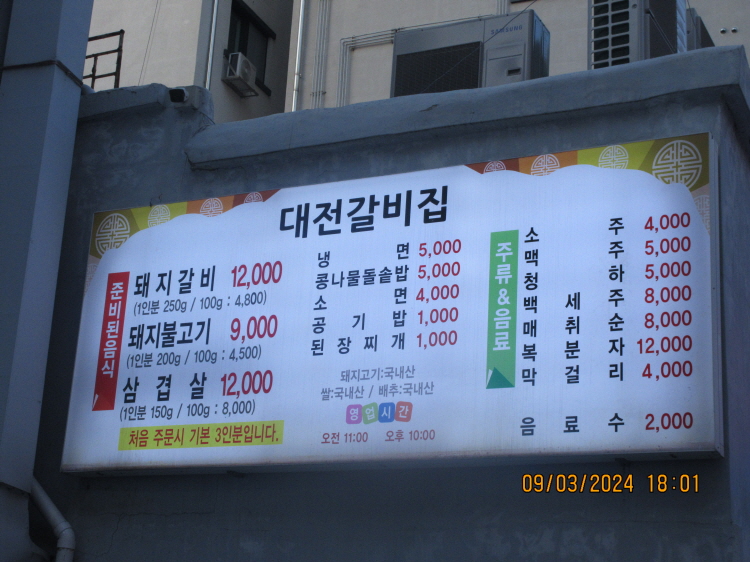 SAMSUNG
대전갈비집
준비된음식
돼지갈비 12,000
(1인분 250g / 100g : 4,800)
돼지불고기 9,000
(1인분 200g / 100g : 4,500)
삼겹살 12,000
(1인분 150g / 100g : 8,000)
처음 주문시 기본 3인분입니다.
냉면 5,000
콩나물돌솥밥 5,000
소면 4,000
공기밥 1,000
된장찌개 1,000
돼지고기:국내산
쌀:국내산 / 배추:국내산
영업시간
오전 11:00 오후 10:00
주류&음료
소주 4,000
맥주 5,000
청하 5,000
백세주 8,000
매취순 8,000
복분자 12,000
막걸리 4,000
음료수 2,000
09/03/2024 18:01